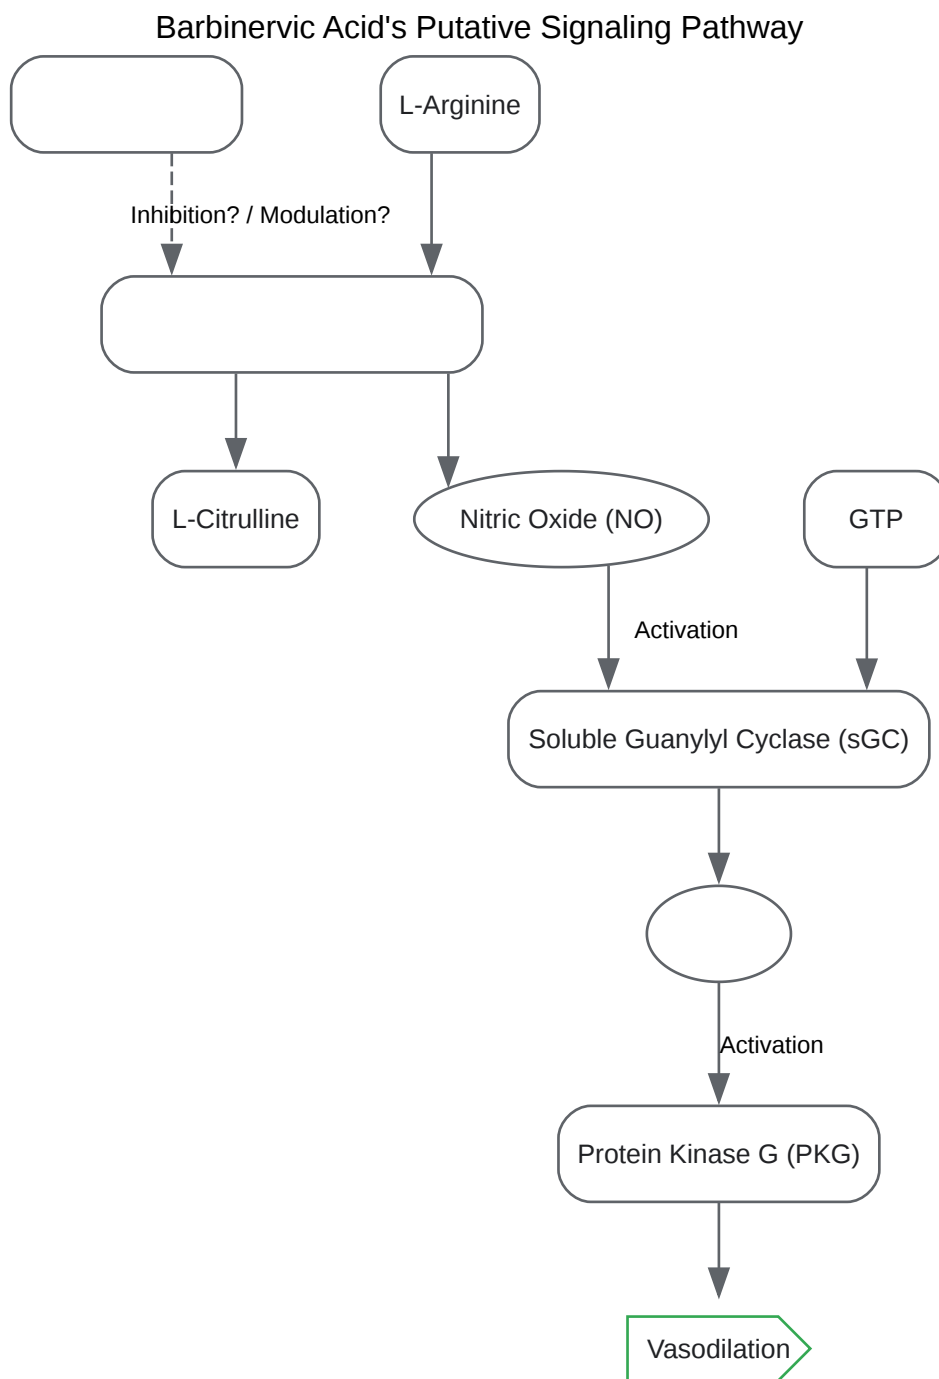 Barbinervic Acid's Putative Signaling Pathway
L-Arginine
Inhibition? / Modulation?
L-Citrulline
Nitric Oxide (NO)
GTP
Activation
Soluble Guanylyl Cyclase (sGC)
Activation
Protein Kinase G (PKG)
Vasodilation